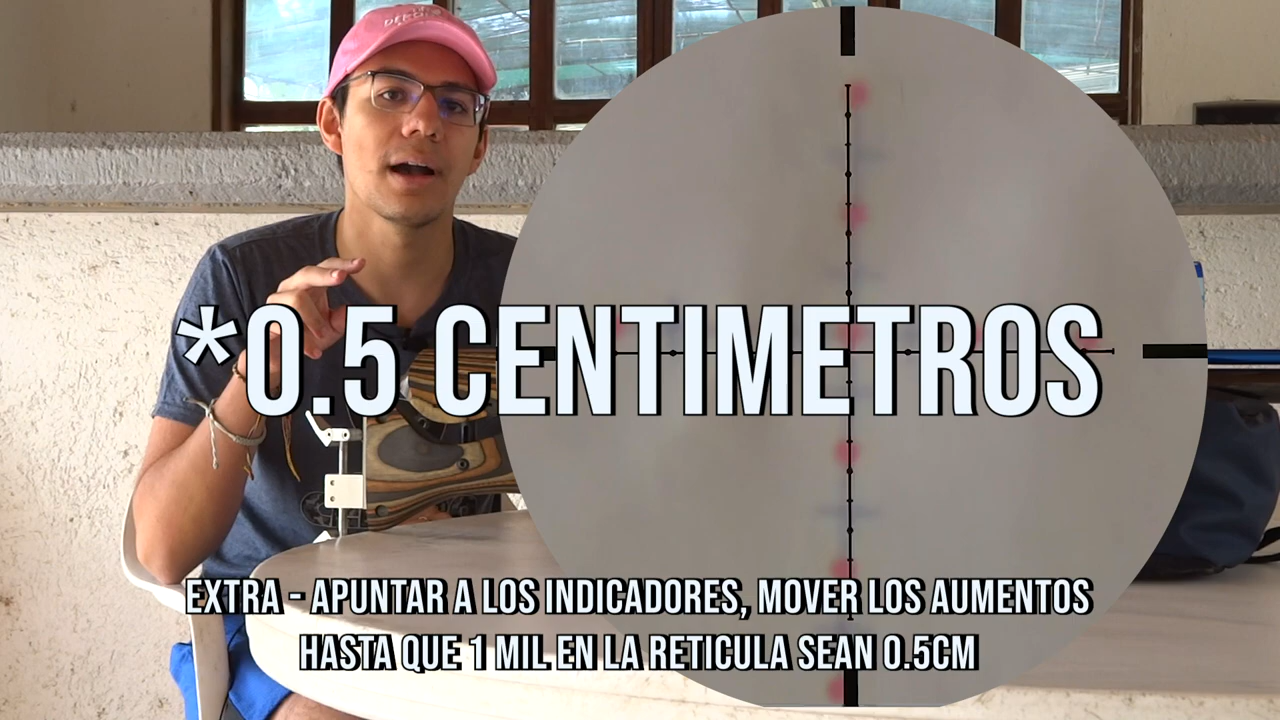 *0.5 CENTIMETROS
EXTRA - APUNTAR A LOS INDICADORES, MOVER LOS AUMENTOS
HASTA QUE 1 MIL EN LA RETICULA SEAN 0.5CM